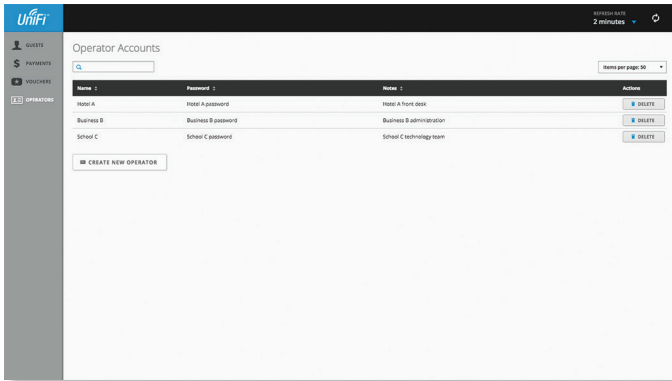 UniFi
REFRESH RATE
2 minutes
GUESTS
PAYMENTS
VOUCHERS
OPERATORS
Operator Accounts
Items per page: 50
Name Password Notes Actions
Hotel A Hotel A password Hotel A front desk DELETE
Business B Business B password Business B administration DELETE
School C School C password School C technology team DELETE
CREATE NEW OPERATOR